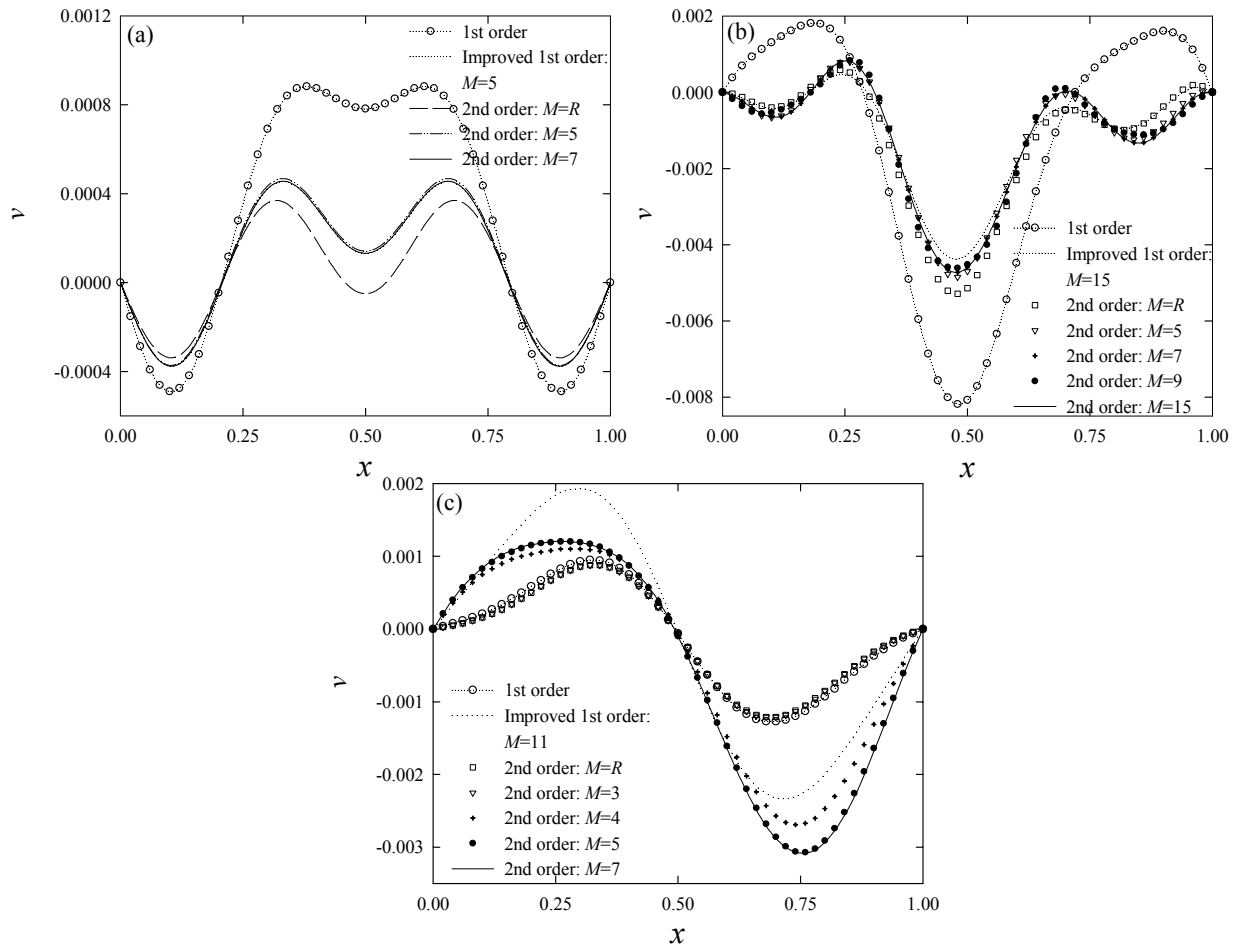 (a)
0.0012
0.0008
0.0004
0.0000
-0.0004
v
1st order
Improved 1st order:
M=5
2nd order: M=R
2nd order: M=5
2nd order: M=7
0.00
0.25
0.50
0.75
1.00
x
(b)
0.002
0.000
-0.002
-0.004
-0.006
-0.008
v
1st order
Improved 1st order:
M=15
2nd order: M=R
2nd order: M=5
2nd order: M=7
2nd order: M=9
2nd order: M=15
0.00
0.25
0.50
0.75
1.00
x
(c)
0.002
0.001
0.000
-0.001
-0.002
-0.003
v
1st order
Improved 1st order:
M=11
2nd order: M=R
2nd order: M=3
2nd order: M=4
2nd order: M=5
2nd order: M=7
0.00
0.25
0.50
0.75
1.00
x